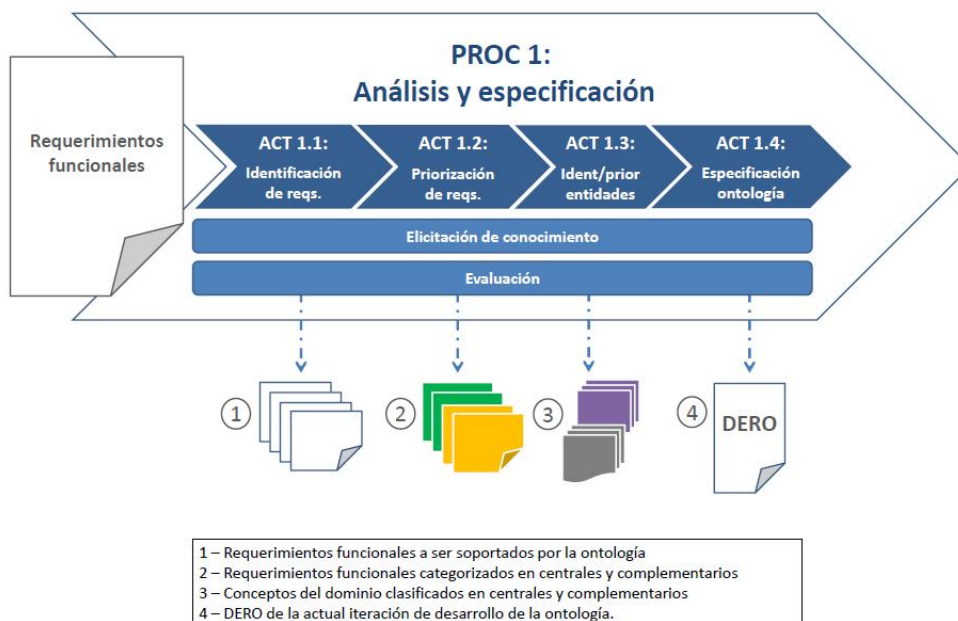 PROC 1:
Análisis y especificación
Requerimientos
funcionales
ACT 1.1:
Identificación
de reqs.
ACT 1.2:
Priorización
de reqs.
ACT 1.3:
Ident/prior
entidades
ACT 1.4:
Especificación
ontología
Elicitación de conocimiento
Evaluación
1
2
3
4
DERO
1 – Requerimientos funcionales a ser soportados por la ontología
2 – Requerimientos funcionales categorizados en centrales y complementarios
3 – Conceptos del dominio clasificados en centrales y complementarios
4 – DERO de la actual iteración de desarrollo de la ontología.